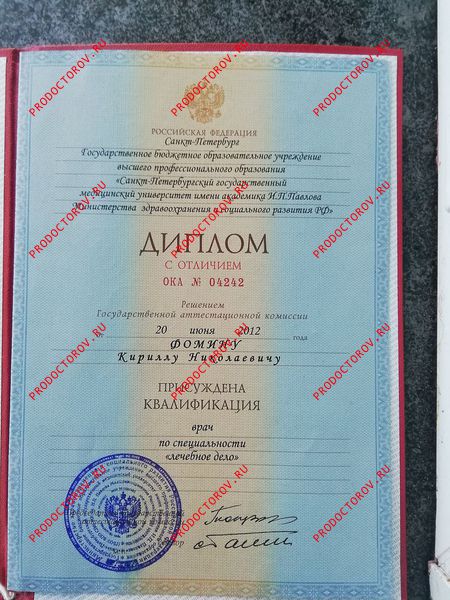 РОССИЙСКАЯ ФЕДЕРАЦИЯ
Санкт-Петербург
Государственное бюджетное образовательное учреждение
высшего профессионального образования
«Санкт-Петербургский государственный
медицинский университет имени академика И.П.Павлова
Министерства здравоохранения и социального развития РФ»
ДИПЛОМ
С ОТЛИЧИЕМ
ОКА № 04242
Решением
Государственной аттестационной комиссии
от 20 июня 2012 года
ФОМИНУ
Кириллу Николаевичу
ПРИСУЖДЕНА
КВАЛИФИКАЦИЯ
врач
по специальности
«лечебное дело»
PRODOCTOROV.RU